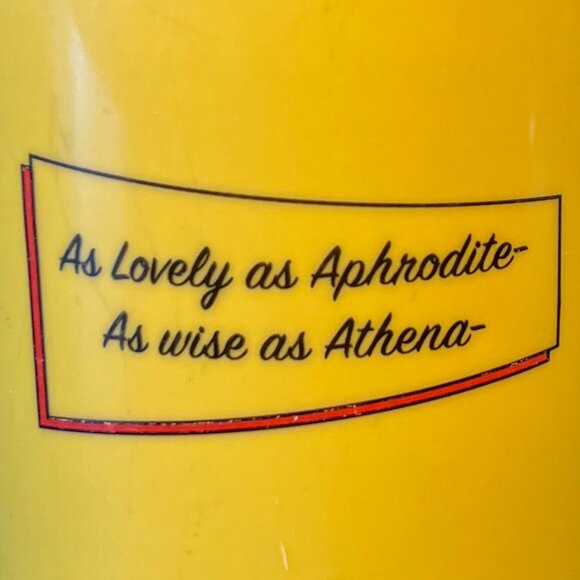 As Lovely as Aphrodite-
As wise as Athena-